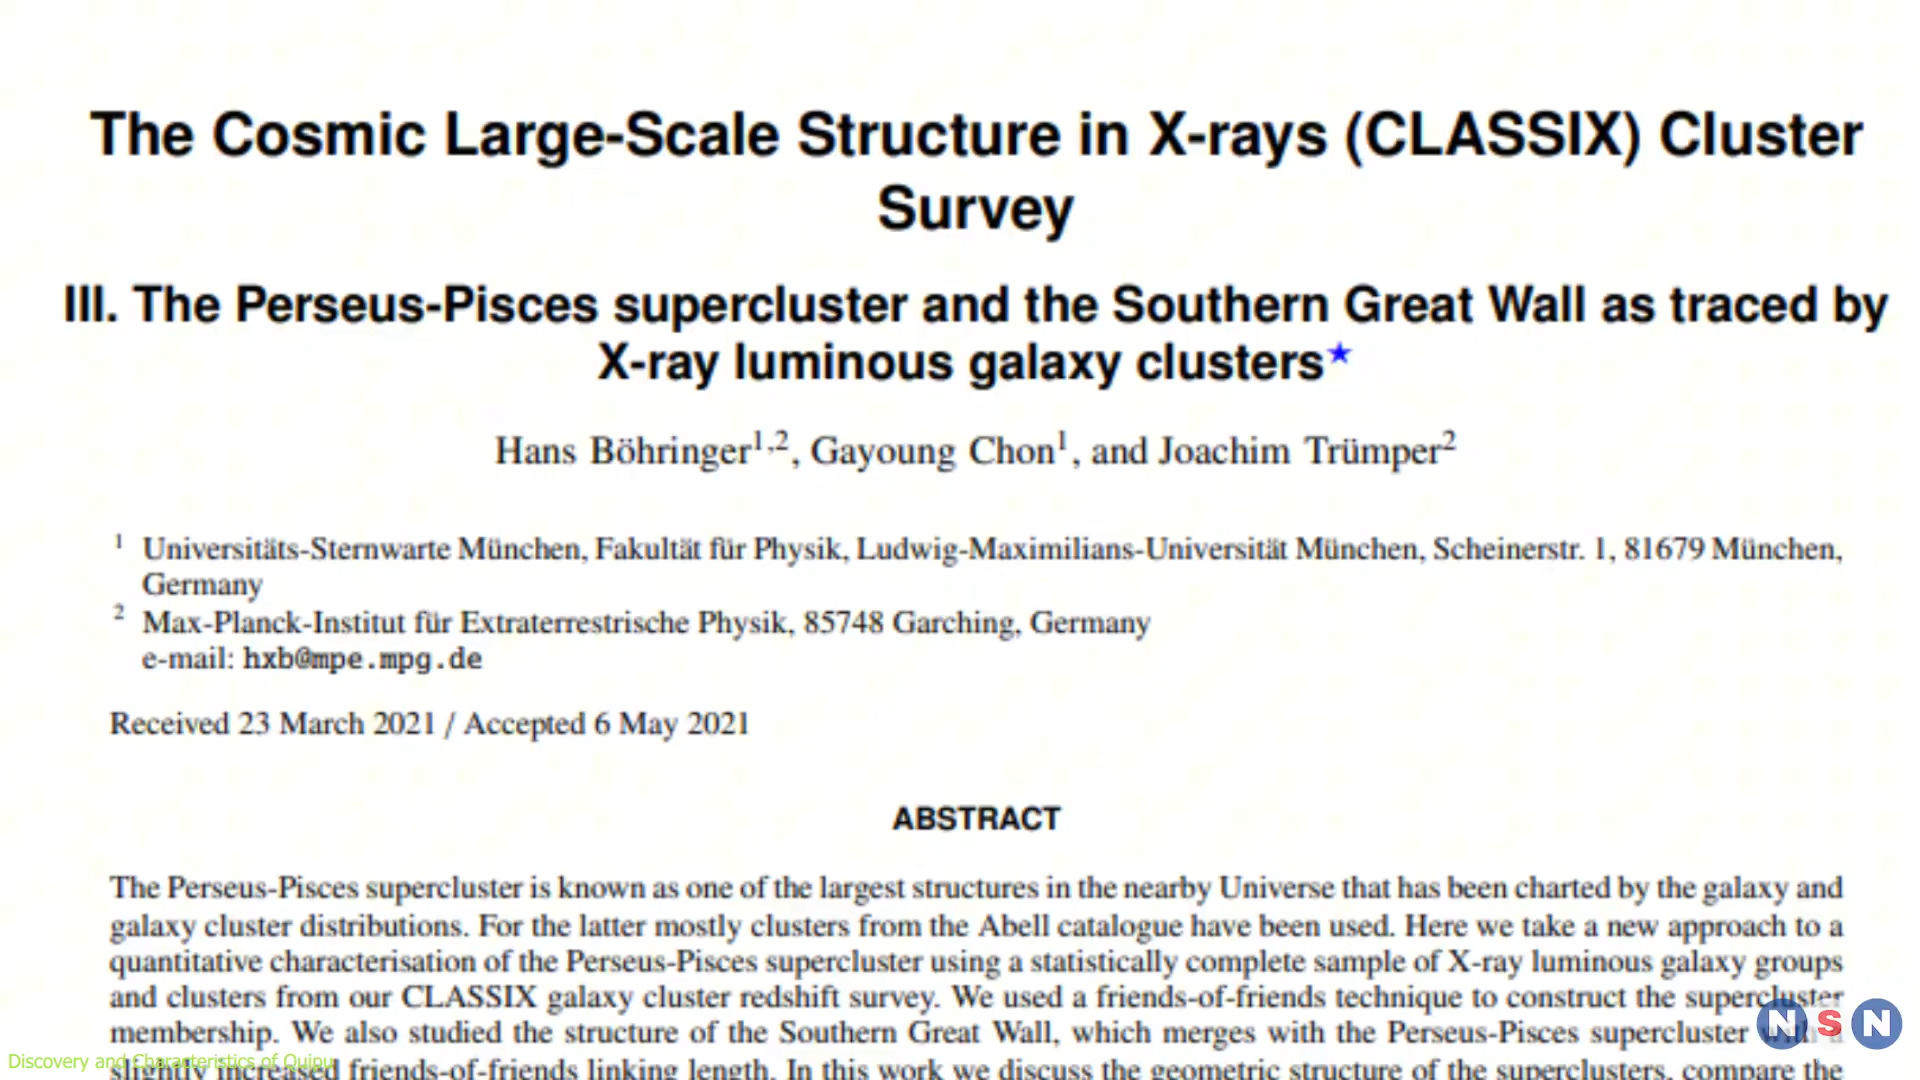 The Cosmic Large-Scale Structure in X-rays (CLASSIX) Cluster
Survey
III. The Perseus-Pisces supercluster and the Southern Great Wall as traced by
X-ray luminous galaxy clusters★
Hans Böhringer1,2, Gayoung Chon1, and Joachim Trümper2
1 Universitäts-Sternwarte München, Fakultät für Physik, Ludwig-Maximilians-Universität München, Scheinerstr. 1, 81679 München,
Germany
2 Max-Planck-Institut für Extraterrestrische Physik, 85748 Garching, Germany
e-mail: hxb@mpe.mpg.de
Received 23 March 2021 / Accepted 6 May 2021
ABSTRACT
The Perseus-Pisces supercluster is known as one of the largest structures in the nearby Universe that has been charted by the galaxy and
galaxy cluster distributions. For the latter mostly clusters from the Abell catalogue have been used. Here we take a new approach to a
quantitative characterisation of the Perseus-Pisces supercluster using a statistically complete sample of X-ray luminous galaxy groups
and clusters from our CLASSIX galaxy cluster redshift survey. We used a friends-of-friends technique to construct the supercluster
membership. We also studied the structure of the Southern Great Wall, which merges with the Perseus-Pisces supercluster with a
NSN
Discovery and Characteristics of Quipu
slightly increased friends-of-friends linking length. In this work we discuss the geometric structure of the superclusters, compare the